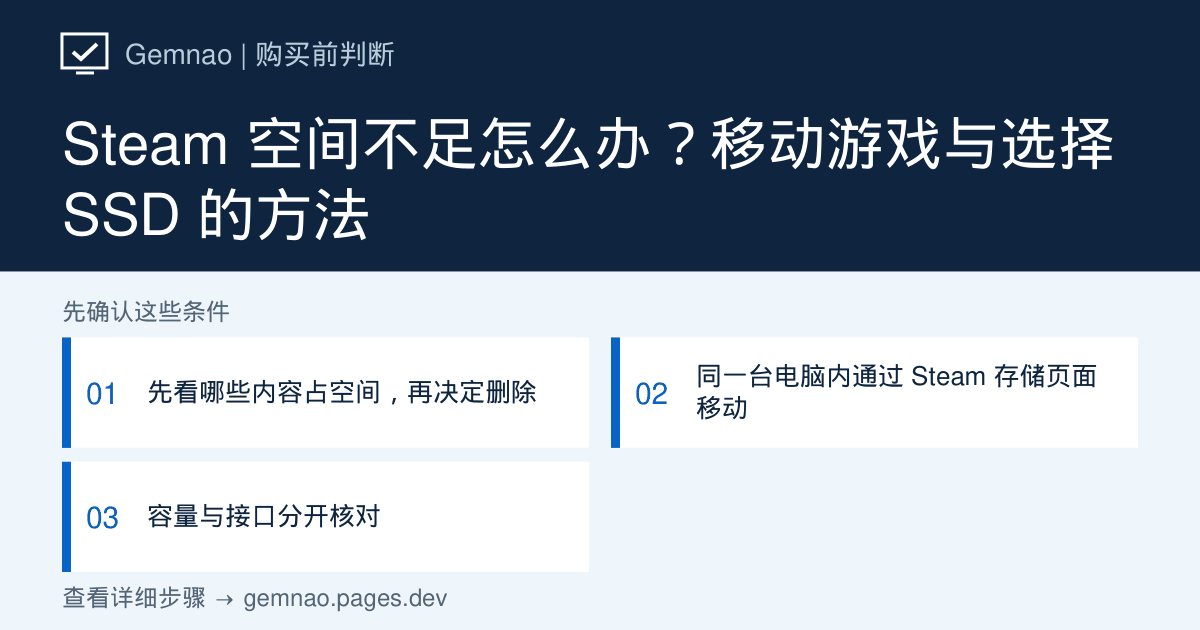 Gemnao | 购买前判断
Steam 空间不足怎么办？移动游戏与选择
SSD 的方法
先确认这些条件
01 先看哪些内容占空间，再决定删除
02 同一台电脑内通过 Steam 存储页面
移动
03 容量与接口分开核对
查看详细步骤 → gemnao.pages.dev